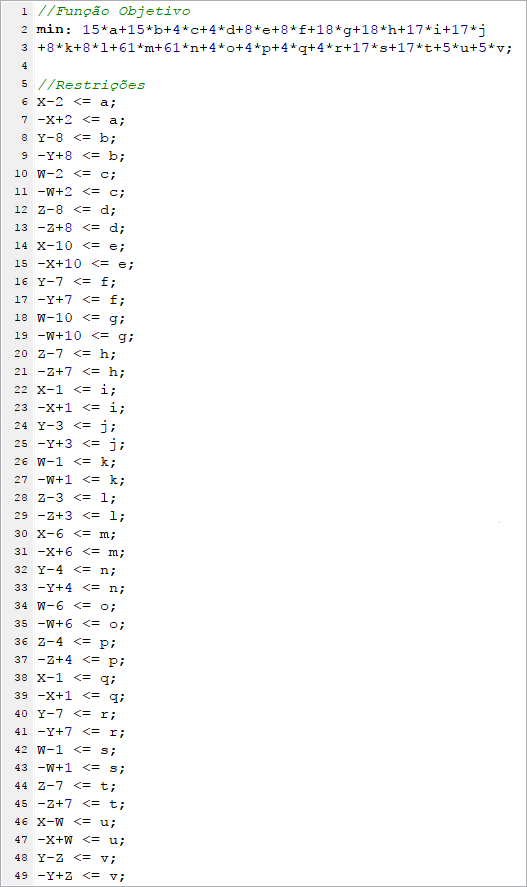 1 //Função Objetivo
2 min: 15*a+15*b+4*c+4*d+8*e+8*f+18*g+18*h+17*i+17*j
3 +8*k+8*l+61*m+61*n+4*o+4*p+4*q+4*r+17*s+17*t+5*u+5*v;
4
5 //Restrições
6 X-2 <= a;
7 -X+2 <= a;
8 Y-8 <= b;
9 -Y+8 <= b;
10 W-2 <= c;
11 -W+2 <= c;
12 Z-8 <= d;
13 -Z+8 <= d;
14 X-10 <= e;
15 -X+10 <= e;
16 Y-7 <= f;
17 -Y+7 <= f;
18 W-10 <= g;
19 -W+10 <= g;
20 Z-7 <= h;
21 -Z+7 <= h;
22 X-1 <= i;
23 -X+1 <= i;
24 Y-3 <= j;
25 -Y+3 <= j;
26 W-1 <= k;
27 -W+1 <= k;
28 Z-3 <= l;
29 -Z+3 <= l;
30 X-6 <= m;
31 -X+6 <= m;
32 Y-4 <= n;
33 -Y+4 <= n;
34 W-6 <= o;
35 -W+6 <= o;
36 Z-4 <= p;
37 -Z+4 <= p;
38 X-1 <= q;
39 -X+1 <= q;
40 Y-7 <= r;
41 -Y+7 <= r;
42 W-1 <= s;
43 -W+1 <= s;
44 Z-7 <= t;
45 -Z+7 <= t;
46 X-W <= u;
47 -X+W <= u;
48 Y-Z <= v;
49 -Y+Z <= v;